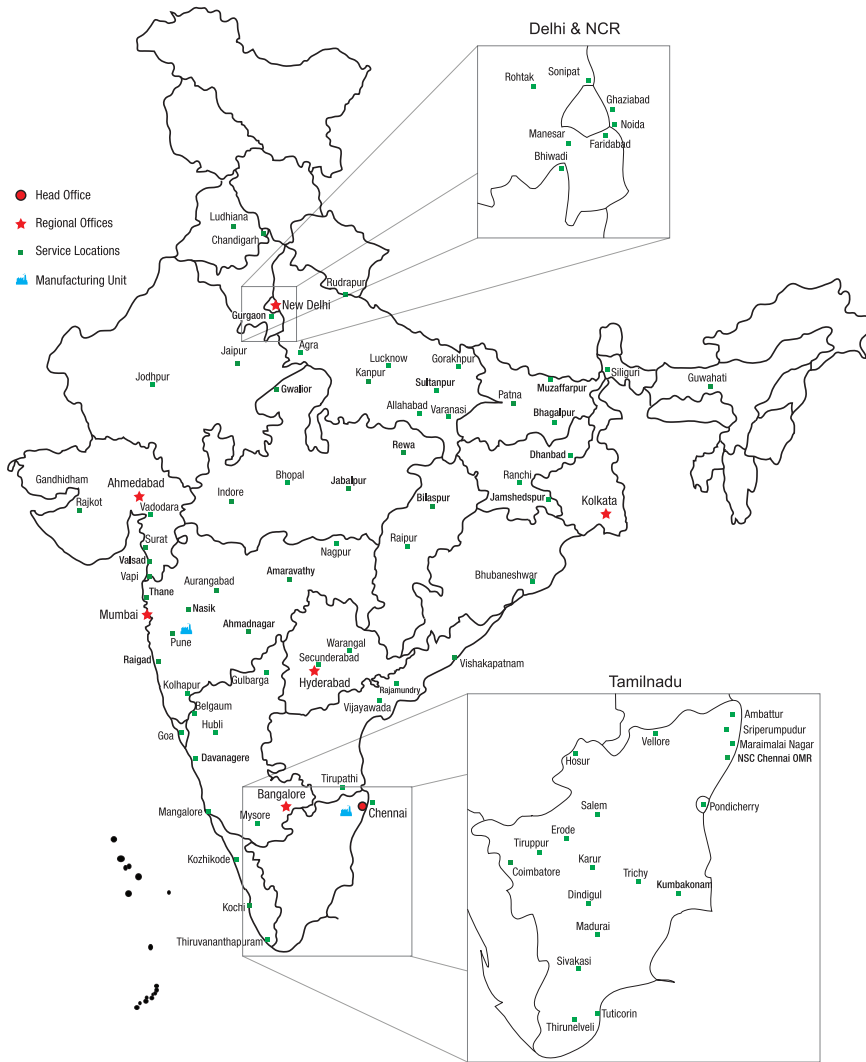 Delhi & NCR
Rohtak
Sonipat
Ghaziabad
Noida
Manesar
Faridabad
Bhiwadi
Head Office
Regional Offices
Service Locations
Manufacturing Unit
Ludhiana
Chandigarh
Rudrapur
New Delhi
Gurgaon
Agra
Jaipur
Lucknow
Gorakhpur
Kanpur
Siliguri
Guwahati
Jodhpur
Gwalior
Sultanpur
Muzaffarpur
Patna
Allahabad
Varanasi
Bhagalpur
Rewa
Dhanbad
Gandhidham
Ahmedabad
Bhopal
Jabalpur
Ranchi
Rajkot
Vadodara
Indore
Bilaspur
Jamshedspur
Kolkata
Surat
Nagpur
Raipur
Valsad
Vapi
Aurangabad
Amaravathy
Bhubaneshwar
Thane
Nasik
Mumbai
Pune
Ahmadnagar
Warangal
Secunderabad
Raigad
Gulbarga
Hyderabad
Vishakapatnam
Kolhapur
Rajamundry
Vijayawada
Belgaum
Goa
Hubli
Davanagere
Tirupathi
Bangalore
Chennai
Mangalore
Mysore
Kozhikode
Kochi
Thiruvananthapuram
Tamilnadu
Ambattur
Sriperumpudur
Vellore
Maraimalai Nagar
Hosur
NSC Chennai OMR
Salem
Pondicherry
Erode
Tiruppur
Coimbatore
Karur
Trichy
Kumbakonam
Dindigul
Madurai
Sivakasi
Tuticorin
Thirunelveli